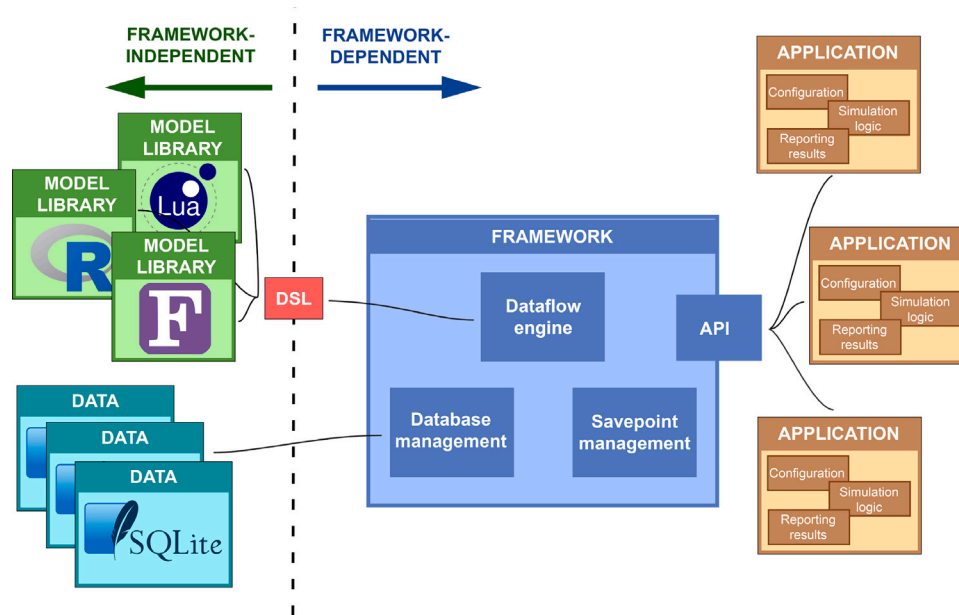 FRAMEWORK-
INDEPENDENT
FRAMEWORK-
DEPENDENT
MODEL
LIBRARY
Lua
MODEL
LIBRARY
R
MODEL
LIBRARY
F
DSL
DATA
DATA
DATA
SQLite
FRAMEWORK
Dataflow
engine
Database
management
Savepoint
management
API
APPLICATION
Configuration
Simulation
logic
Reporting
results
APPLICATION
Configuration
Simulation
logic
Reporting
results
APPLICATION
Configuration
Simulation
logic
Reporting
results